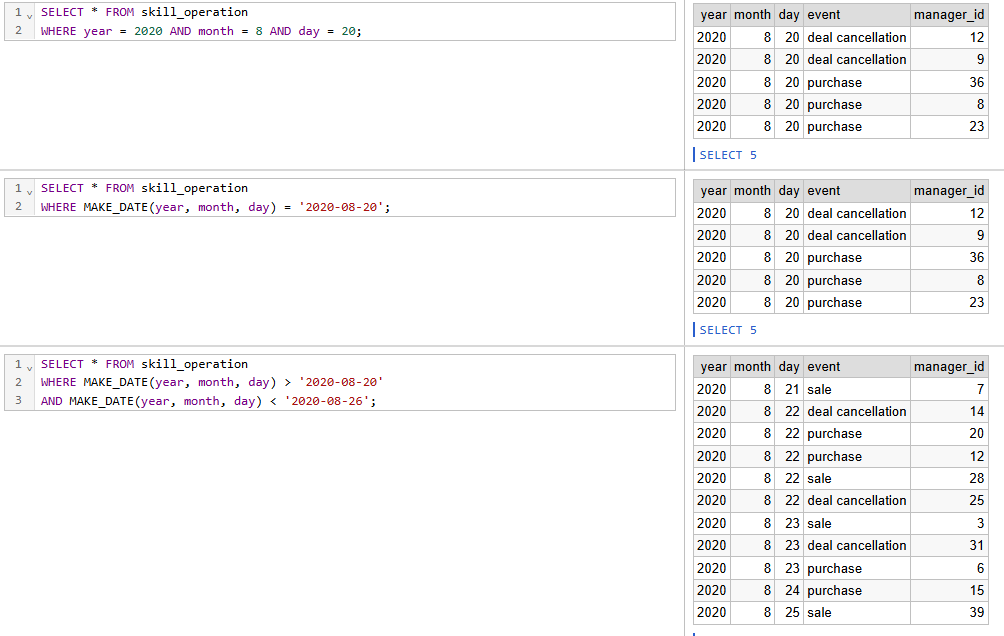 1 SELECT * FROM skill_operation
2 WHERE year = 2020 AND month = 8 AND day = 20;
year month day event manager_id
2020 8 20 deal cancellation 12
2020 8 20 deal cancellation 9
2020 8 20 purchase 36
2020 8 20 purchase 8
2020 8 20 purchase 23
SELECT 5
1 SELECT * FROM skill_operation
2 WHERE MAKE_DATE(year, month, day) = '2020-08-20';
year month day event manager_id
2020 8 20 deal cancellation 12
2020 8 20 deal cancellation 9
2020 8 20 purchase 36
2020 8 20 purchase 8
2020 8 20 purchase 23
SELECT 5
1 SELECT * FROM skill_operation
2 WHERE MAKE_DATE(year, month, day) > '2020-08-20'
3 AND MAKE_DATE(year, month, day) < '2020-08-26';
year month day event manager_id
2020 8 21 sale 7
2020 8 22 deal cancellation 14
2020 8 22 purchase 20
2020 8 22 purchase 12
2020 8 22 sale 28
2020 8 22 deal cancellation 25
2020 8 23 sale 3
2020 8 23 deal cancellation 31
2020 8 23 purchase 6
2020 8 24 purchase 15
2020 8 25 sale 39